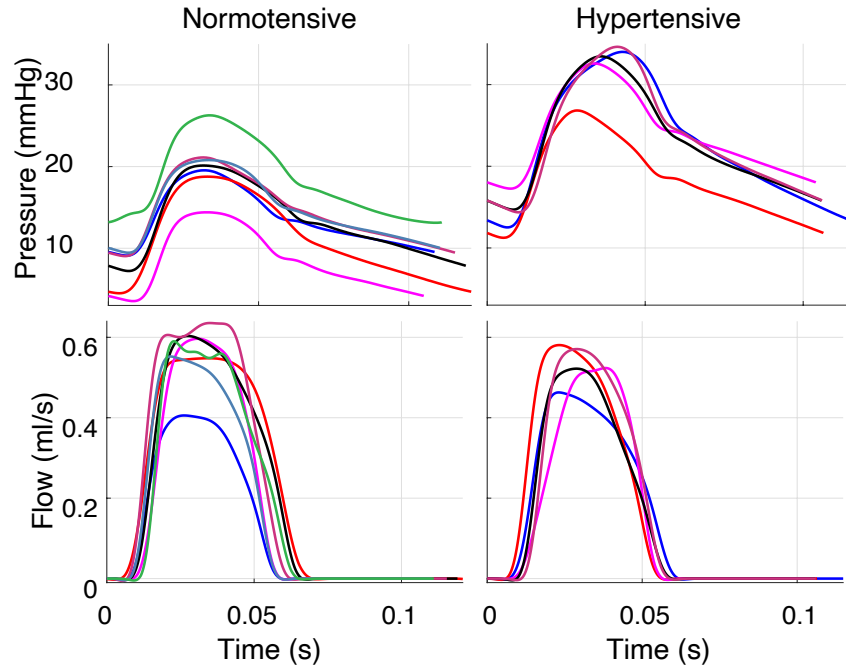 Normotensive Hypertensive
Pressure (mmHg)
30
20
10
Flow (ml/s)
0.6
0.4
0.2
0
0 0.05 0.1 0 0.05 0.1
Time (s) Time (s)